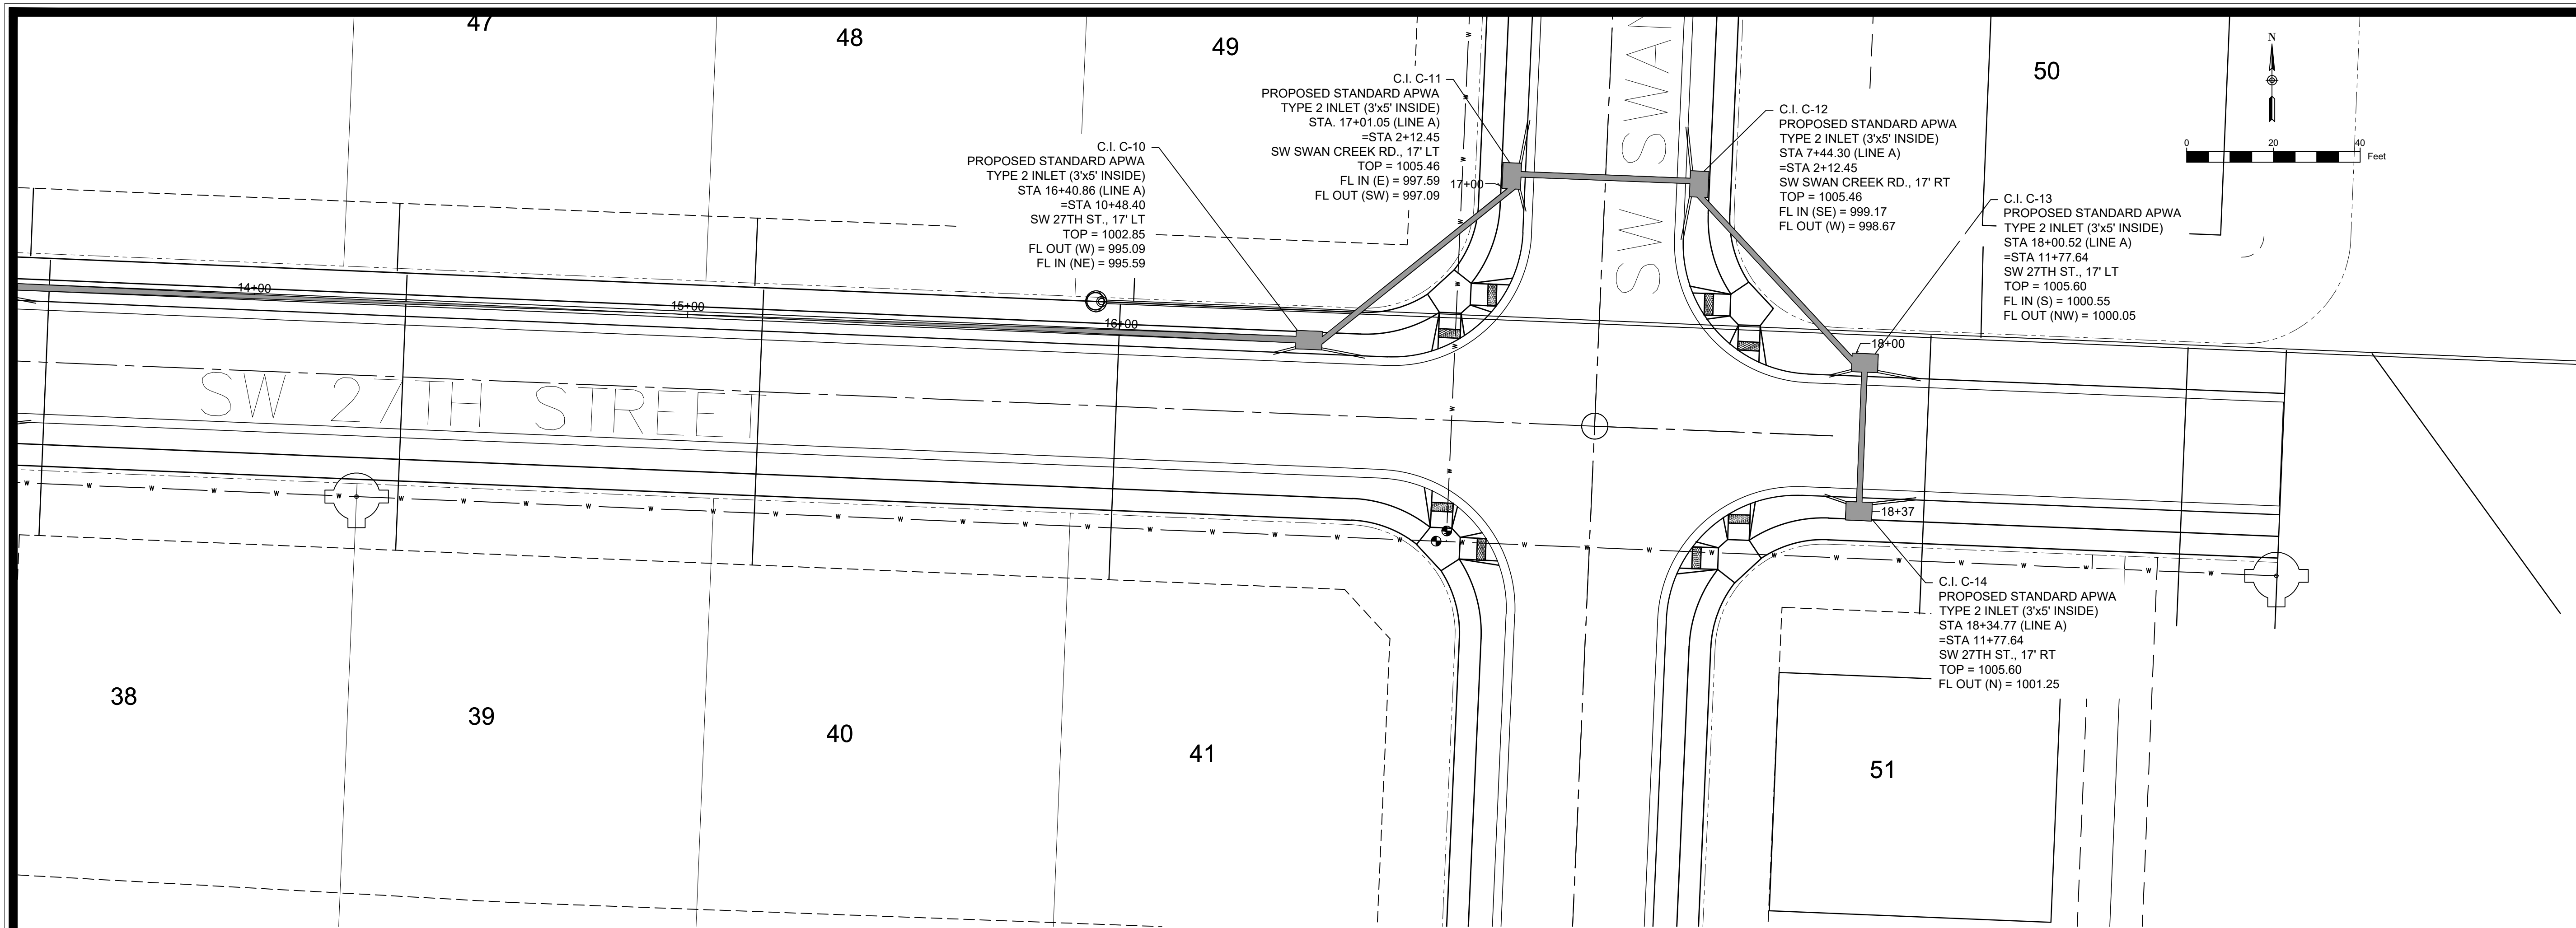 47
48
49
50
N
0 20 40
Feet
C.I. C-11
PROPOSED STANDARD APWA
TYPE 2 INLET (3'x5' INSIDE)
STA. 17+01.05 (LINE A)
=STA 2+12.45
SW SWAN CREEK RD., 17' LT
TOP = 1005.46
FL IN (E) = 997.59
FL OUT (SW) = 997.09
C.I. C-12
PROPOSED STANDARD APWA
TYPE 2 INLET (3'x5' INSIDE)
STA 7+44.30 (LINE A)
=STA 2+12.45
SW SWAN CREEK RD., 17' RT
TOP = 1005.46
FL IN (SE) = 999.17
FL OUT (W) = 998.67
C.I. C-10
PROPOSED STANDARD APWA
TYPE 2 INLET (3'x5' INSIDE)
STA 16+40.86 (LINE A)
=STA 10+48.40
SW 27TH ST., 17' LT
TOP = 1002.85
FL OUT (W) = 995.09
FL IN (NE) = 995.59
C.I. C-13
PROPOSED STANDARD APWA
TYPE 2 INLET (3'x5' INSIDE)
STA 18+00.52 (LINE A)
=STA 11+77.64
SW 27TH ST., 17' LT
TOP = 1005.60
FL IN (S) = 1000.55
FL OUT (NW) = 1000.05
SW SWAN
17+00
14+00
15+00
16+00
18+00
SW 27TH STREET
18+37
W W W W W W W W W W W W W W W W W W W W W W W W W W W W W W W W W W W W
C.I. C-14
PROPOSED STANDARD APWA
TYPE 2 INLET (3'x5' INSIDE)
STA 18+34.77 (LINE A)
=STA 11+77.64
SW 27TH ST., 17' RT
TOP = 1005.60
FL OUT (N) = 1001.25
38
39
40
41
51